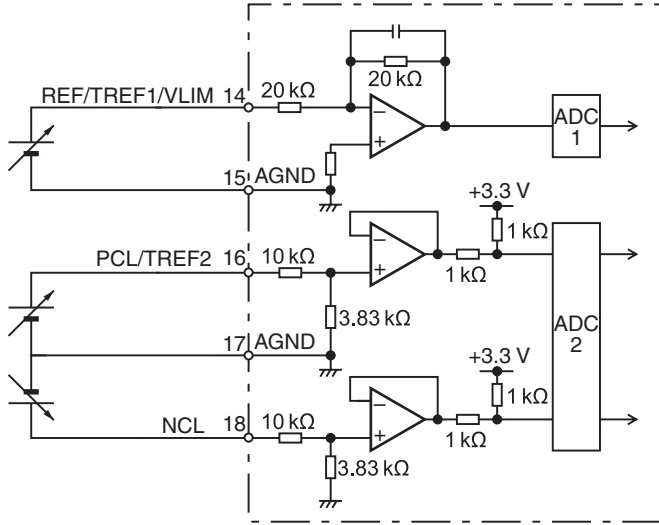 REF/TREF1/VLIM 14
20 kΩ
20 kΩ
−
+
ADC
1
15 AGND
+3.3 V
PCL/TREF2 16
10 kΩ
−
+
1 kΩ
1 kΩ
3.83 kΩ
17 AGND
ADC
2
+3.3 V
NCL 18
10 kΩ
−
+
1 kΩ
1 kΩ
3.83 kΩ